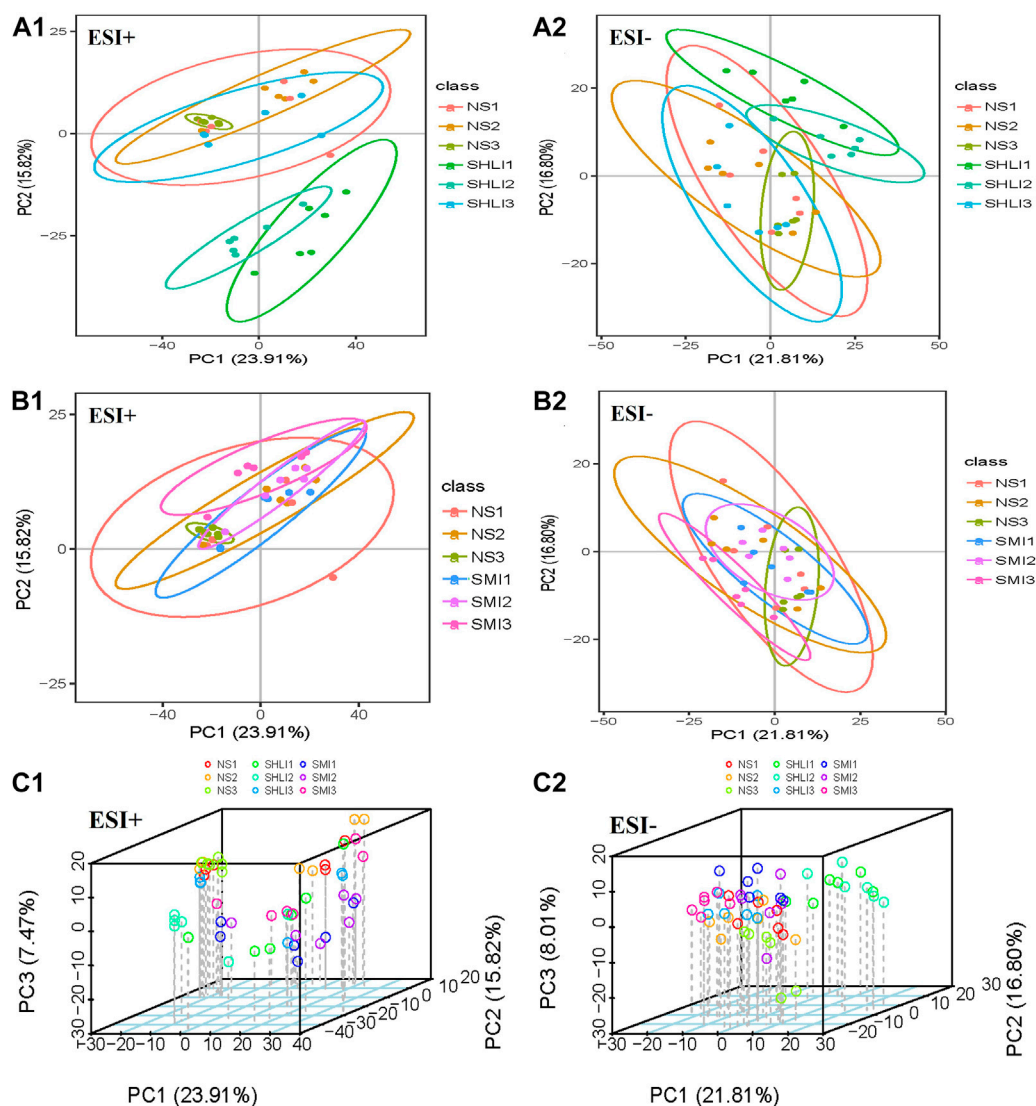 A1
ESI+
25
0
−25
−40
0
40
PC2 (15.82%)
PC1 (23.91%)
class
NS1
NS2
NS3
SHLI1
SHLI2
SHLI3
A2
ESI-
20
0
−20
−50
−25
0
25
50
PC2 (16.80%)
PC1 (21.81%)
class
NS1
NS2
NS3
SHLI1
SHLI2
SHLI3
B1
ESI+
25
0
−25
−40
0
40
PC2 (15.82%)
PC1 (23.91%)
class
NS1
NS2
NS3
SMI1
SMI2
SMI3
B2
ESI-
20
0
−20
−50
−25
0
25
50
PC2 (16.80%)
PC1 (21.81%)
class
NS1
NS2
NS3
SMI1
SMI2
SMI3
C1
ESI+
NS1 SHLI1 SMI1
NS2 SHLI2 SMI2
NS3 SHLI3 SMI3
20
10
0
−10
−20
−30
−30 −20 −10 0 10 20 30 40
−40 −30 −20 −10 0 10 20
PC3 (7.47%)
PC2 (15.82%)
PC1 (23.91%)
C2
ESI-
NS1 SHLI1 SMI1
NS2 SHLI2 SMI2
NS3 SHLI3 SMI3
20
10
0
−10
−20
−30
−30 −20 −10 0 10 20 30
−20 −10 0 10 20 30
PC3 (8.01%)
PC2 (16.80%)
PC1 (21.81%)